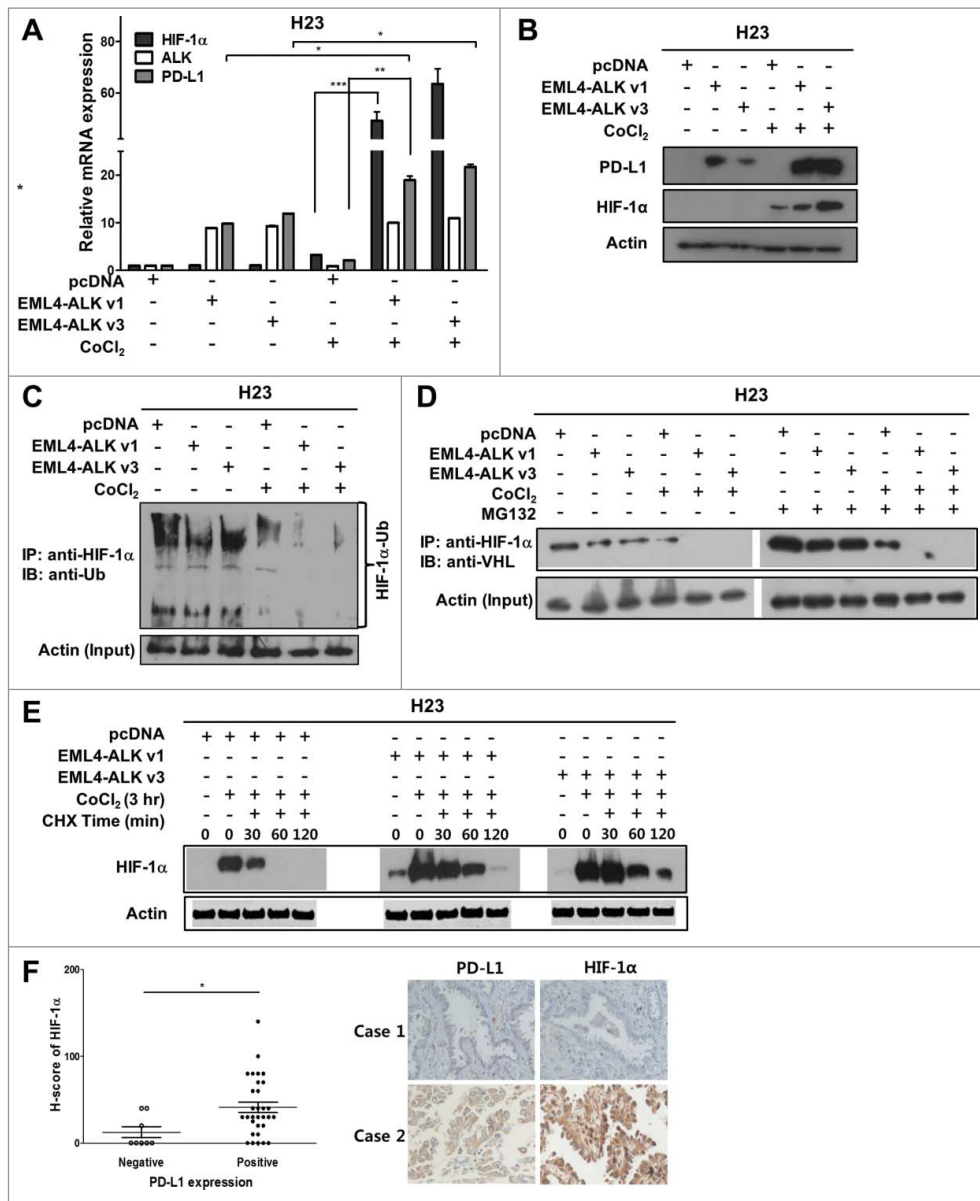 A
H23
HIF-1α
ALK
PD-L1
Relative mRNA expression
80
60
20
10
0
*
*
*
**
***
pcDNA - + - - + - -
EML4-ALK v1 - - + - - + -
EML4-ALK v3 - - - + - - +
CoCl2 - - - - + + +
B
H23
pcDNA + - - + - -
EML4-ALK v1 - + - - + -
EML4-ALK v3 - - + - - +
CoCl2 - - - + + +
PD-L1
HIF-1α
Actin
C
H23
pcDNA + - - + - -
EML4-ALK v1 - + - - + -
EML4-ALK v3 - - + - - +
CoCl2 - - - + + +
IP: anti-HIF-1α
IB: anti-Ub
HIF-1α-Ub
Actin (Input)
D
H23
pcDNA + - - + - - + - - + - -
EML4-ALK v1 - + - - + - - + - - + -
EML4-ALK v3 - - + - - + - - + - - +
CoCl2 - - - + + + - - - + + +
MG132 - - - - - - + + + + + +
IP: anti-HIF-1α
IB: anti-VHL
Actin (Input)
E
H23
pcDNA + + + + + - - - - - - - - - -
EML4-ALK v1 - - - - - + + + + + - - - - -
EML4-ALK v3 - - - - - - - - - - + + + + +
CoCl2 (3 hr) - + + + + - + + + + - + + + +
CHX Time (min) - - + + + - - + + + - - + + +
0 0 30 60 120 0 0 30 60 120 0 0 30 60 120
HIF-1α
Actin
F
H-score of HIF-1α
200
100
0
*
Negative Positive
PD-L1 expression
PD-L1 HIF-1α
Case 1
Case 2